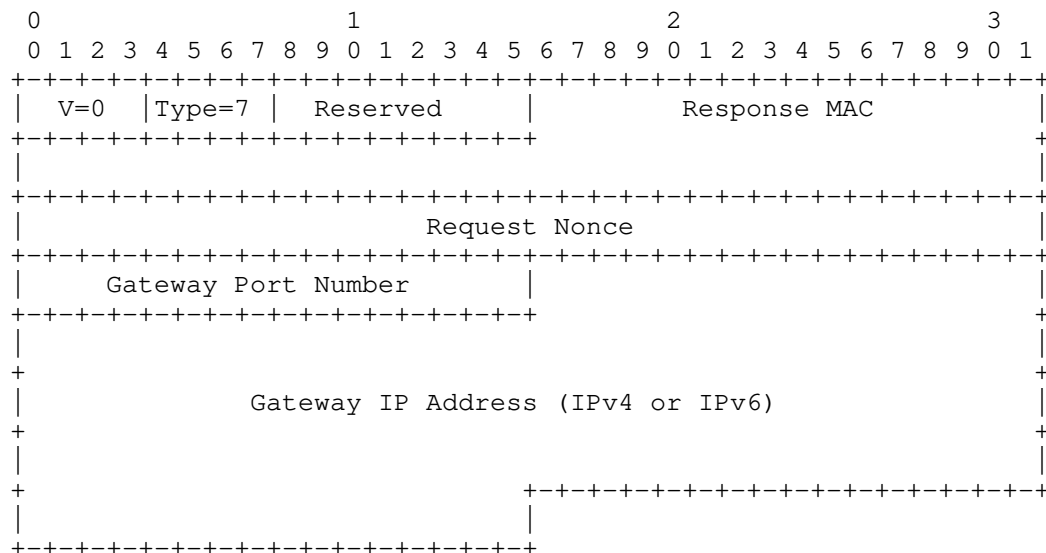 0                   1                   2                   3
0 1 2 3 4 5 6 7 8 9 0 1 2 3 4 5 6 7 8 9 0 1 2 3 4 5 6 7 8 9 0 1
+-+-+-+-+-+-+-+-+-+-+-+-+-+-+-+-+-+-+-+-+-+-+-+-+-+-+-+-+-+-+-+-+
|  V=0  |Type=7 |   Reserved    |         Response MAC          |
+-+-+-+-+-+-+-+-+-+-+-+-+-+-+-+-+                               +
|                                                               |
+-+-+-+-+-+-+-+-+-+-+-+-+-+-+-+-+-+-+-+-+-+-+-+-+-+-+-+-+-+-+-+-+
|                         Request Nonce                         |
+-+-+-+-+-+-+-+-+-+-+-+-+-+-+-+-+-+-+-+-+-+-+-+-+-+-+-+-+-+-+-+-+
|     Gateway Port Number       |                               |
+-+-+-+-+-+-+-+-+-+-+-+-+-+-+-+-+                               +
|                                                               |
+                                                               +
|              Gateway IP Address (IPv4 or IPv6)                |
+                                                               +
|                                                               |
+                               +-+-+-+-+-+-+-+-+-+-+-+-+-+-+-+-+
|                               |
+-+-+-+-+-+-+-+-+-+-+-+-+-+-+-+-+